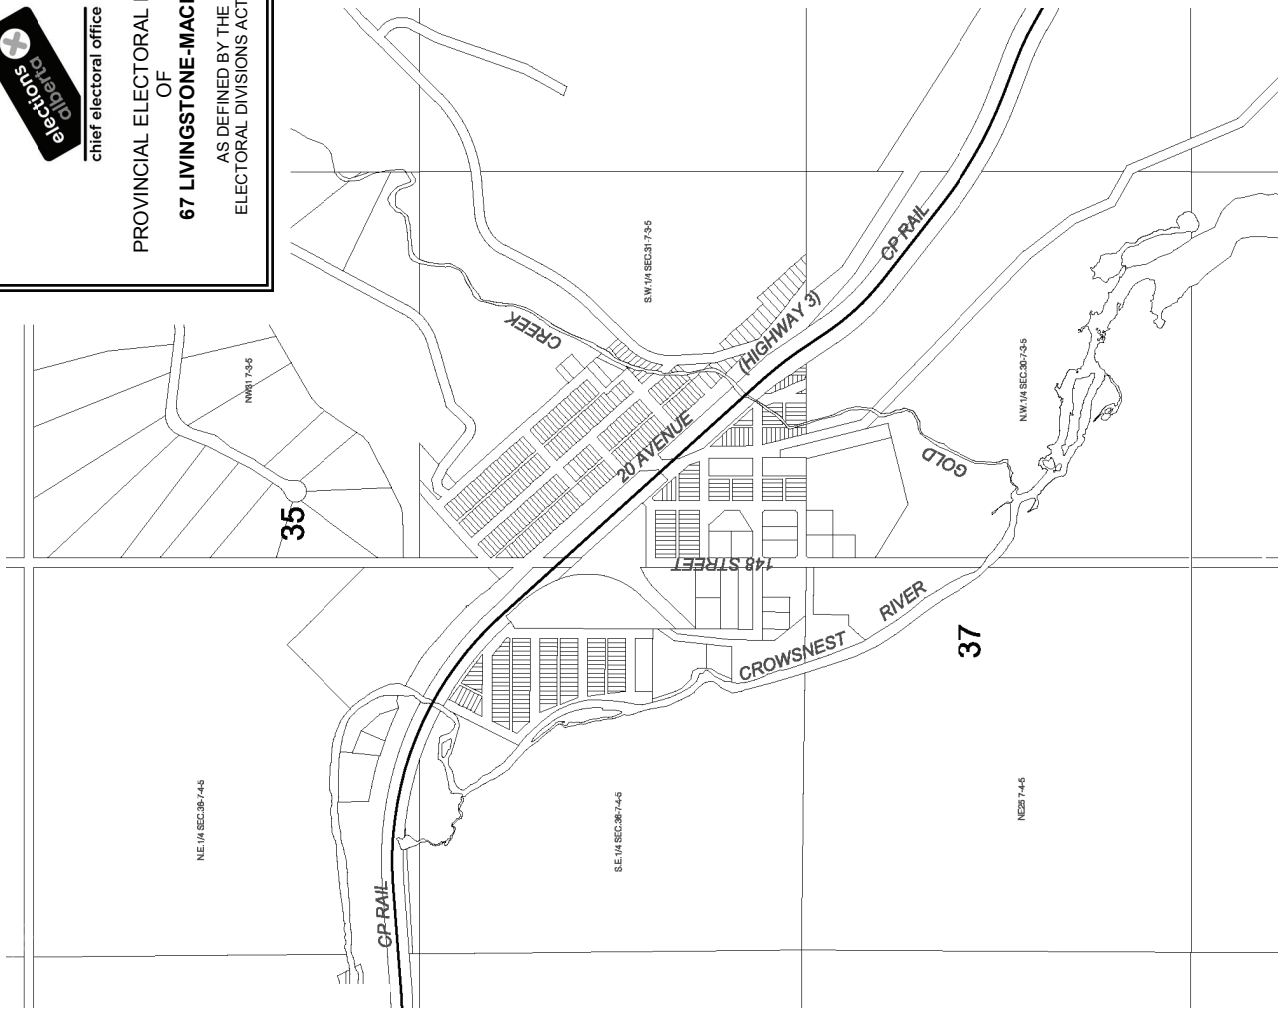 elections
alberta
chief electoral office
PROVINCIAL ELECTORAL
OF
67 LIVINGSTONE-MAC
AS DEFINED BY THE
ELECTORAL DIVISIONS ACT
NW31 7-3-5
35
CREEK
S.W.1/4 SEC.31-7-3-5
CP RAIL
(HIGHWAY 3)
20 AVENUE
N.W.1/4 SEC.30-7-3-5
GOLD
148 STREET
RIVER
CROWSNEST
37
N.E.1/4 SEC.36-7-4-5
S.E.1/4 SEC.36-7-4-5
NE25 7-4-5
CP RAIL